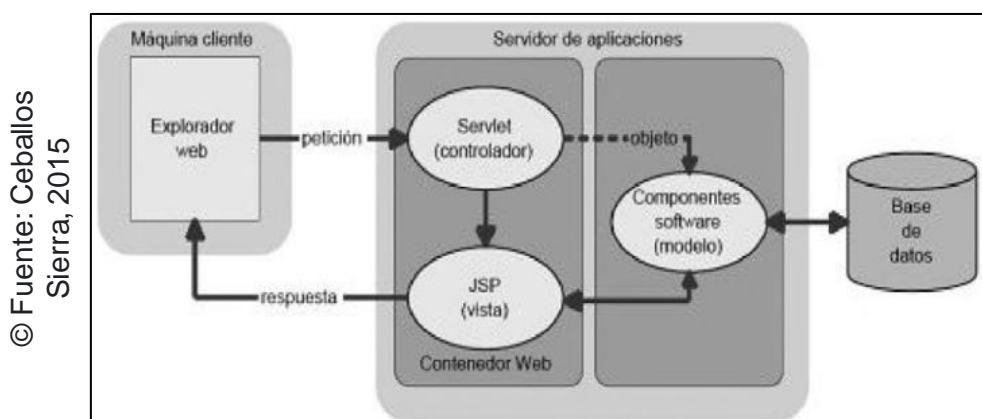 © Fuente: Ceballos
Sierra, 2015
Máquina cliente
Explorador
web
petición
respuesta
Servidor de aplicaciones
Servlet
(controlador)
objeto
Componentes
software
(modelo)
JSP
(vista)
Contenedor Web
Base
de
datos